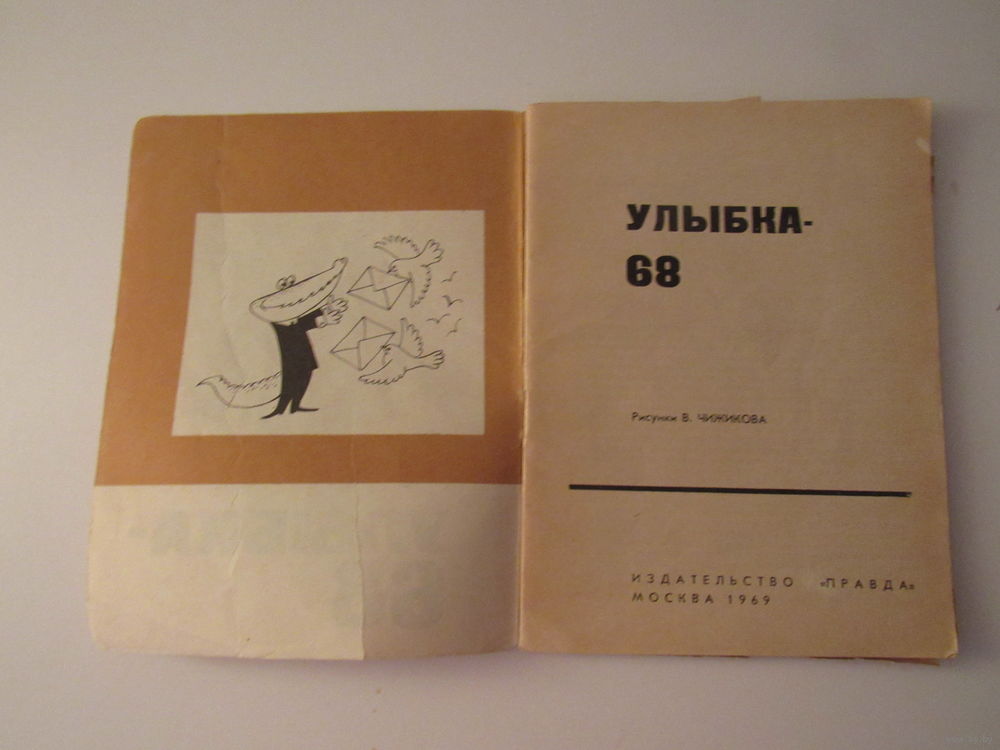 УЛЫБКА-
68
Рисунки В. ЧИЖИКОВА
ИЗДАТЕЛЬСТВО «ПРАВДА»
МОСКВА 1969